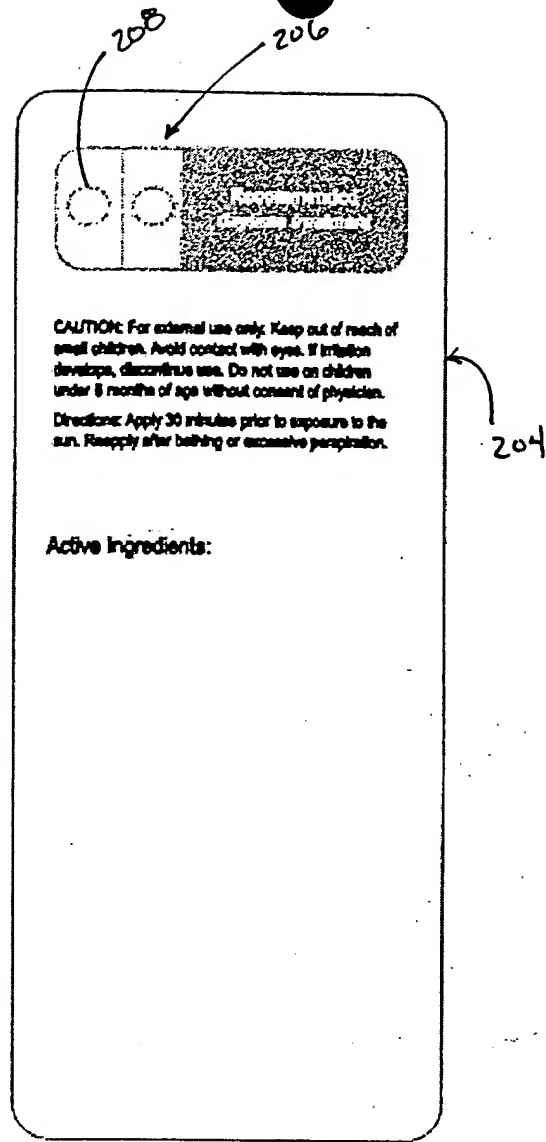 208
206
CAUTION: For external use only. Keep out of reach of
small children. Avoid contact with eyes. If irritation
develops, discontinue use. Do not use on children
under 6 months of age without consent of physician.
Directions: Apply 30 minutes prior to exposure to the
sun. Reapply after bathing or excessive perspiration.
204
Active Ingredients: